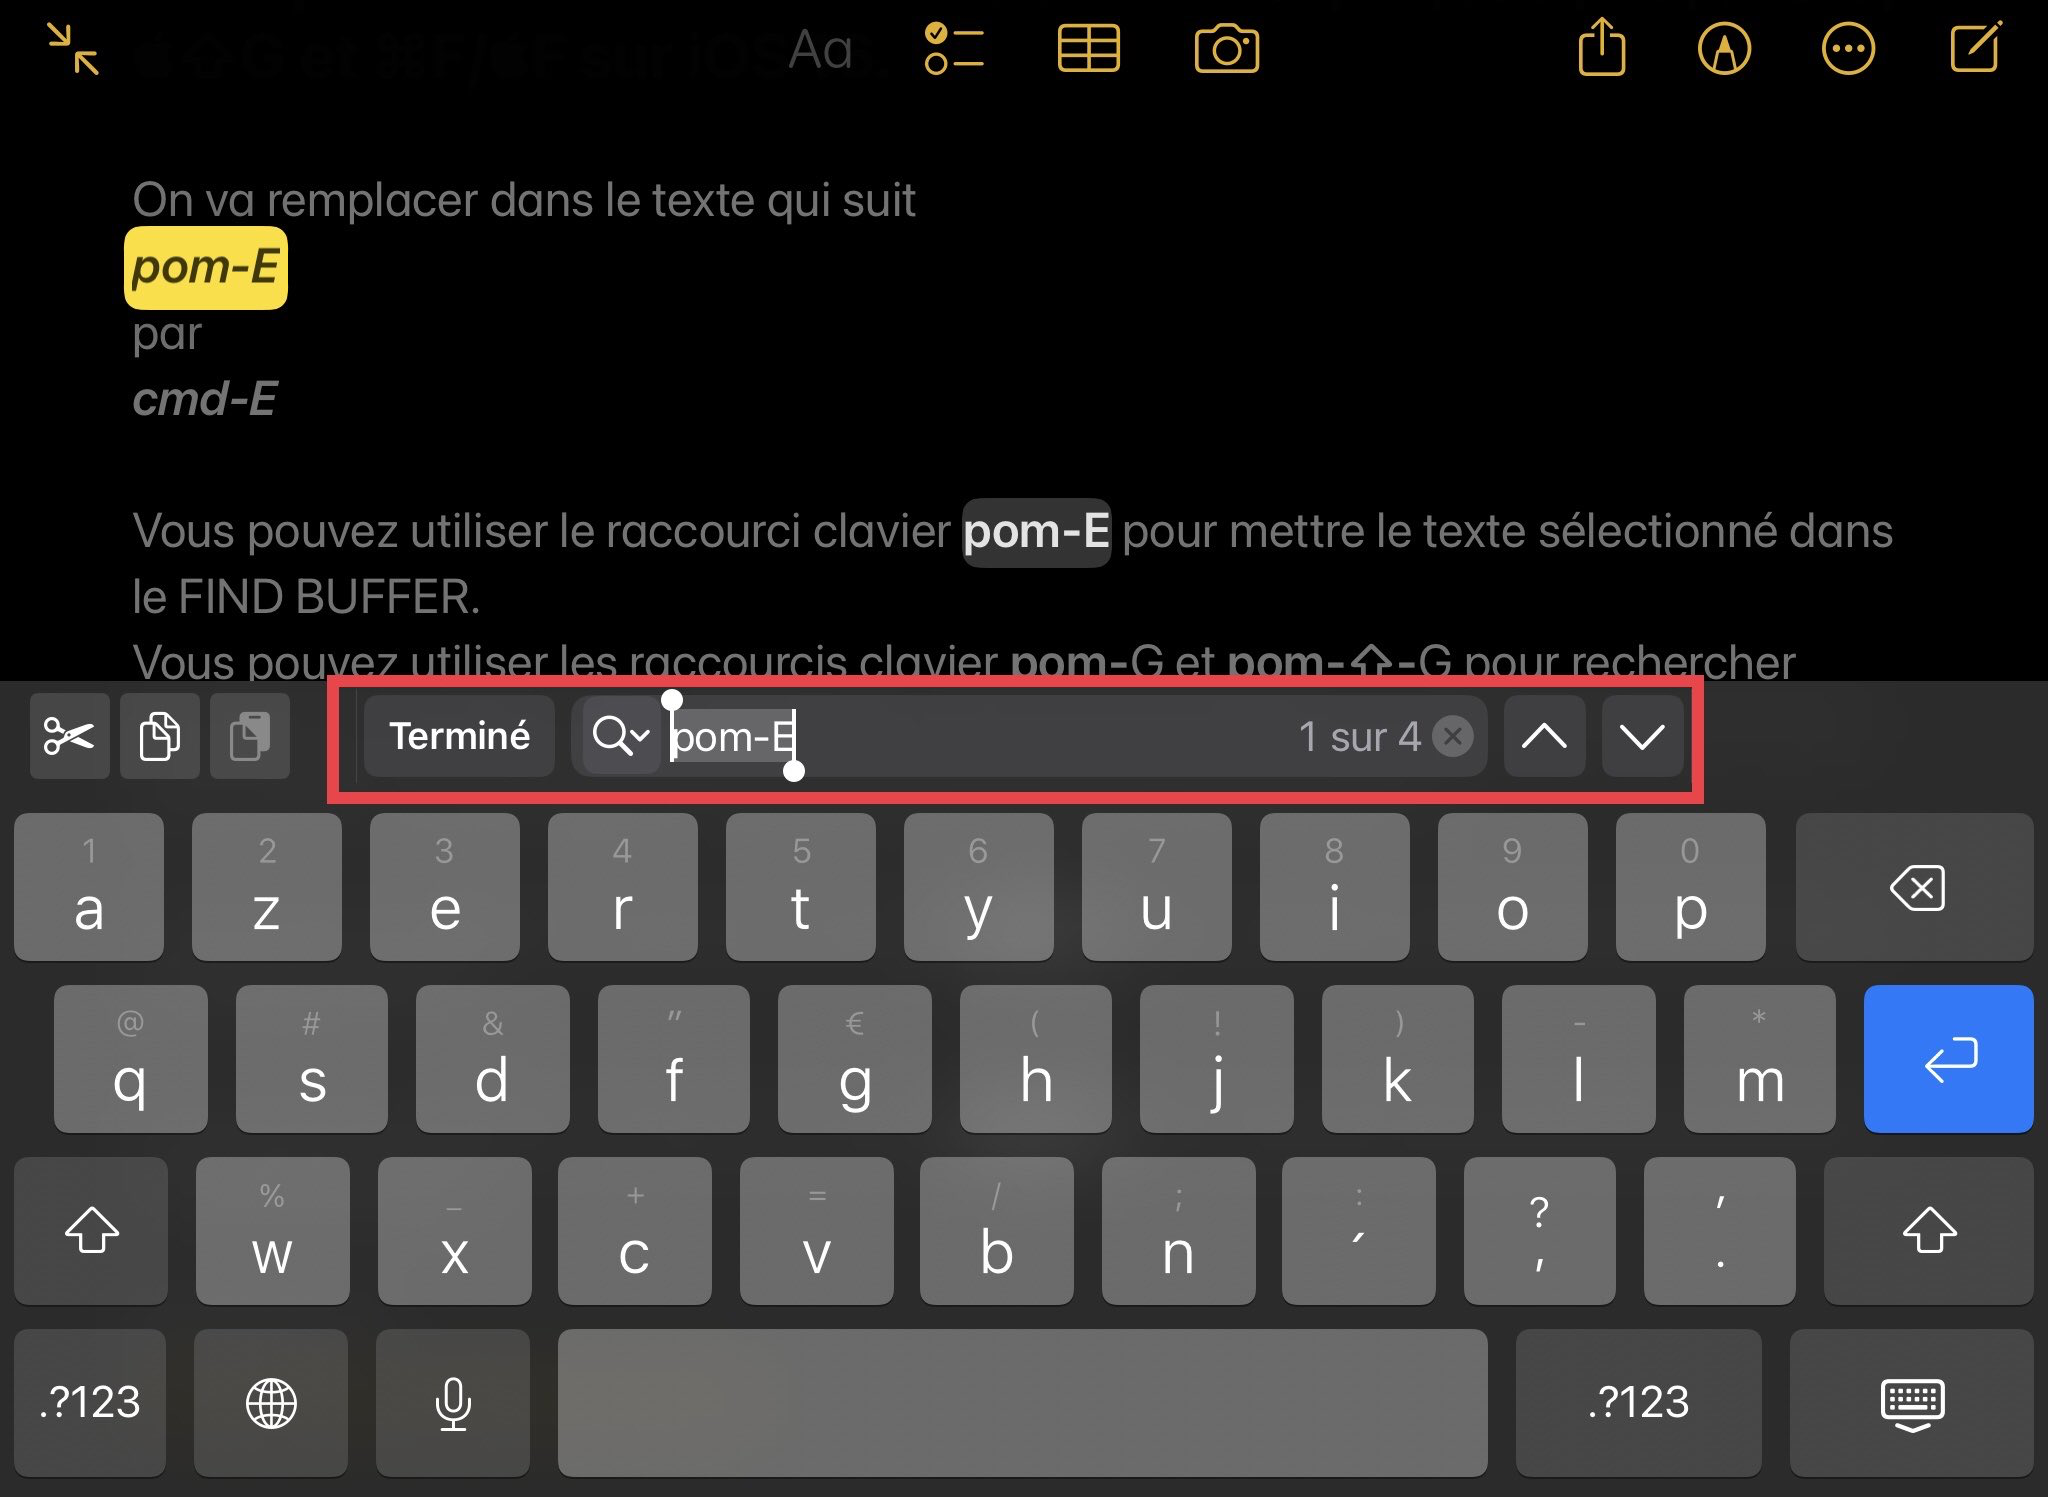 Aa
On va remplacer dans le texte qui suit
pom-E
par
cmd-E
Vous pouvez utiliser le raccourci clavier pom-E pour mettre le texte sélectionné dans
le FIND BUFFER.
Vous pouvez utiliser les raccourcis clavier pom-G et pom-⇧-G pour rechercher
Terminé pom-E 1 sur 4
1 2 3 4 5 6 7 8 9 0
a z e r t y u i o p
@ # & " € ( ! ) - *
q s d f g h j k l m
% _ + = / ; : ? '
w x c v b n ´ , .
.?123 .?123